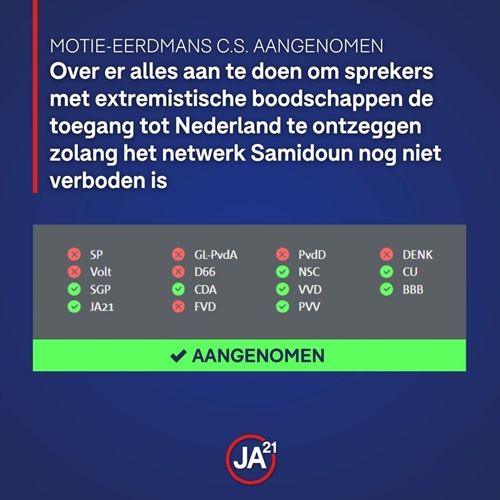 MOTIE-EERDMANS C.S. AANGENOMEN
Over er alles aan te doen om sprekers
met extremistische boodschappen de
toegang tot Nederland te ontzeggen
zolang het netwerk Samidoun nog niet
verboden is
SP GL-PvdA PvdD DENK
Volt D66 NSC CU
SGP CDA VVD BBB
JA21 FVD PVV
AANGENOMEN
JA21